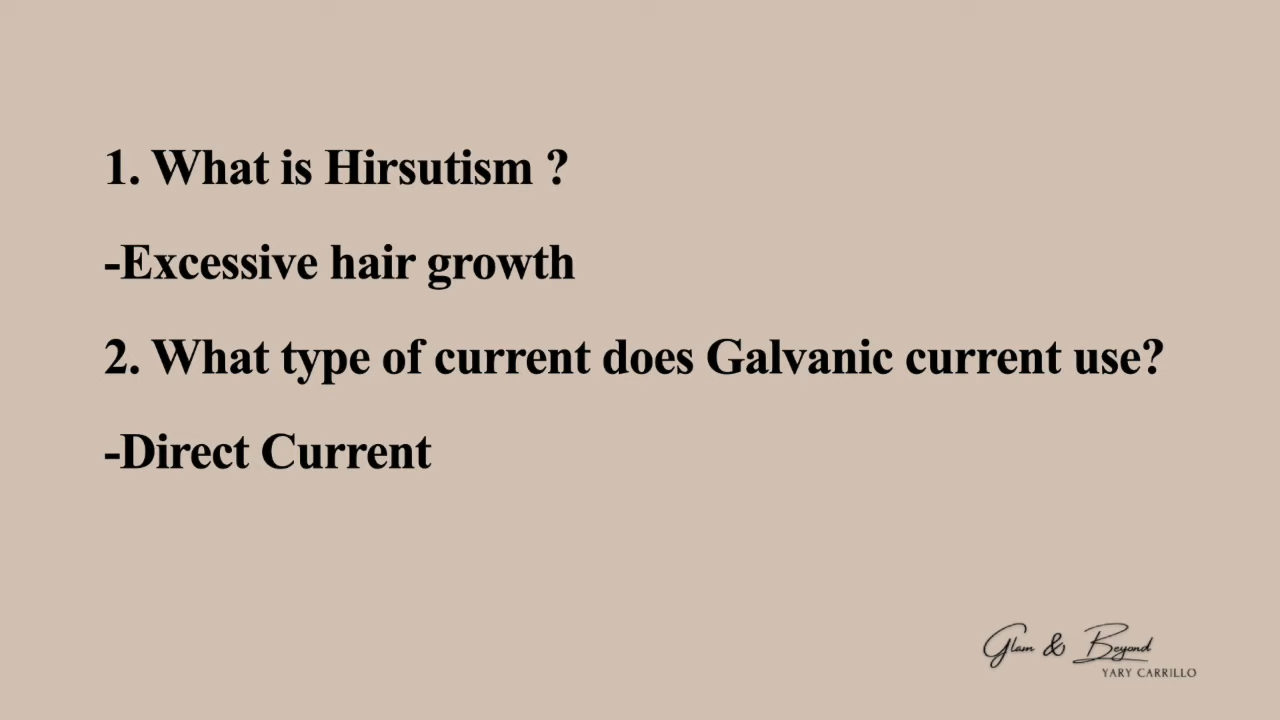 1. What is Hirsutism ?
-Excessive hair growth
2. What type of current does Galvanic current use?
-Direct Current
Glam & Beyond
YARY CARRILLO